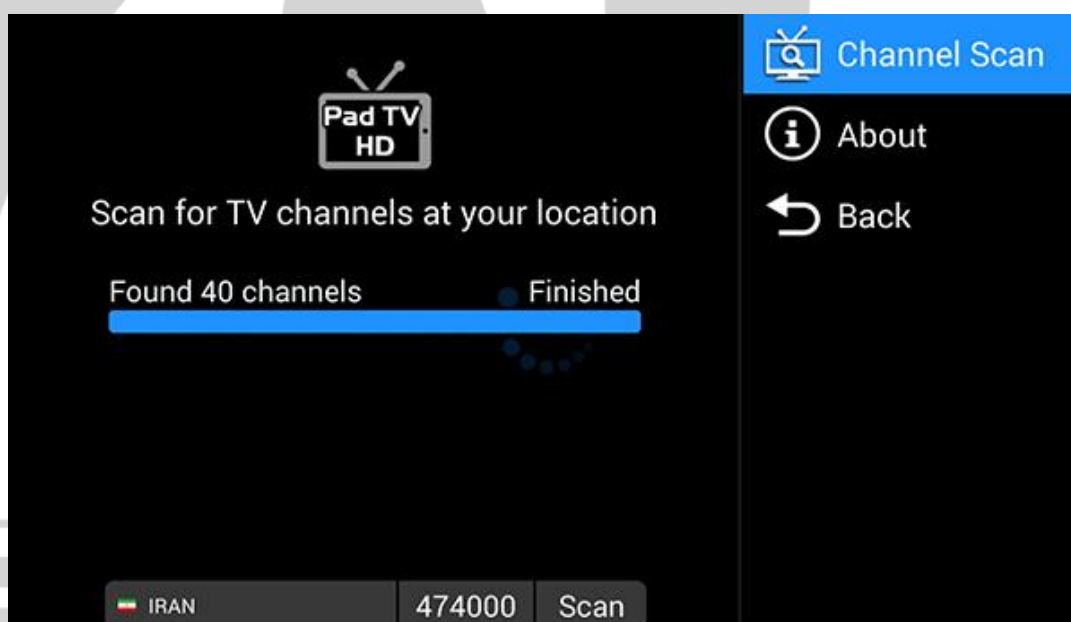 Pad TV
HD
Scan for TV channels at your location
Found 40 channels Finished
IRAN 474000 Scan
Channel Scan
About
Back